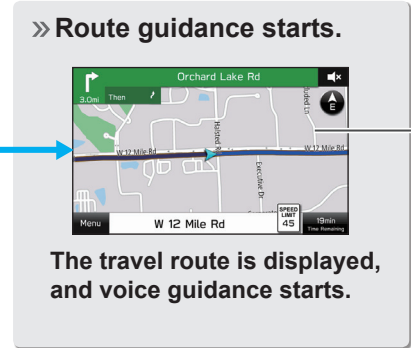 » Route guidance starts.
Orchard Lake Rd
3.0mi
Then
E
Halsted R
W 12 Mile Rd
W 12 Mile Rd
Executive Dr
Menu
W 12 Mile Rd
SPEED
LIMIT
45
19min
Time Remaining
The travel route is displayed,
and voice guidance starts.